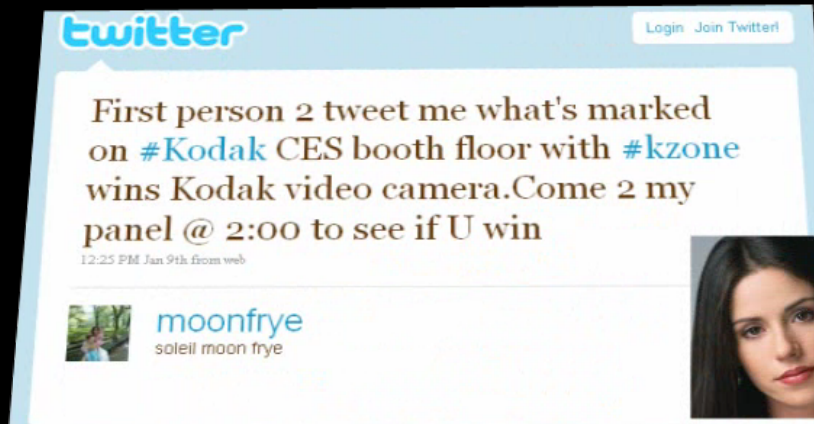 twitter
Login Join Twitter!
First person 2 tweet me what's marked
on #Kodak CES booth floor with #kzone
wins Kodak video camera.Come 2 my
panel @ 2:00 to see if U win
12:25 PM Jan 9th from web
moonfrye
soleil moon frye